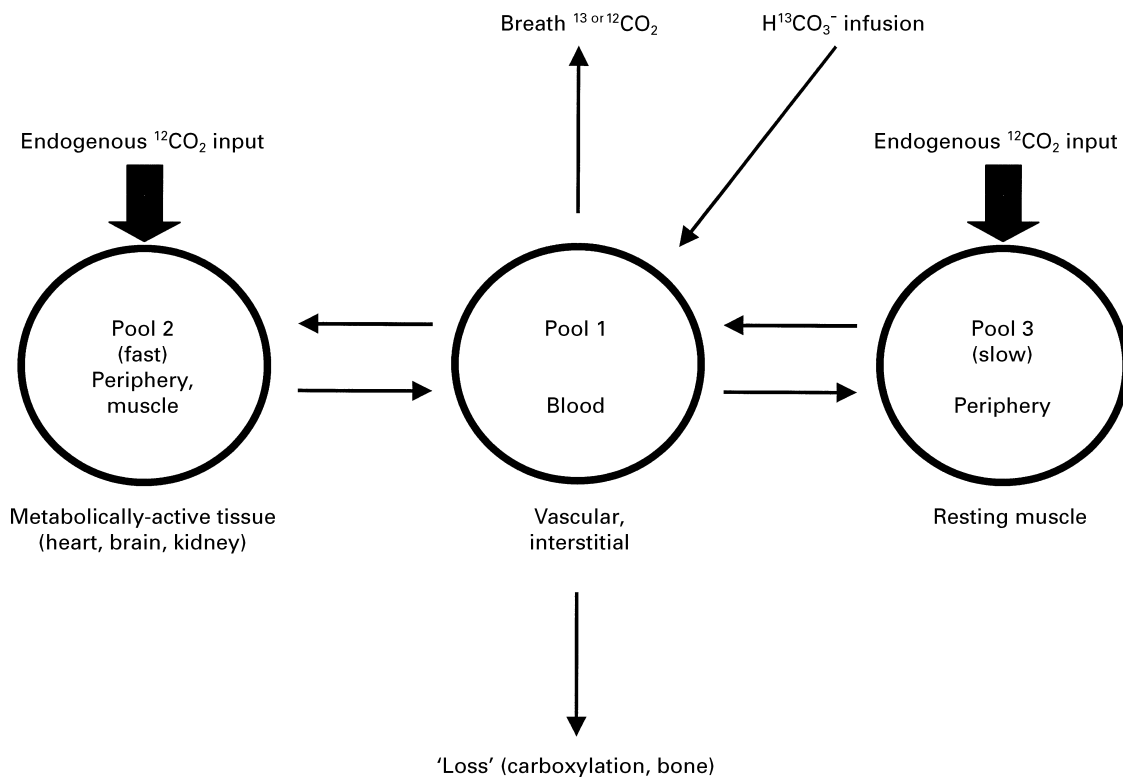 Breath ¹³ ᵒʳ ¹²CO₂
H¹³CO₃⁻ infusion
Endogenous ¹²CO₂ input
Endogenous ¹²CO₂ input
Pool 2
(fast)
Periphery,
muscle
Pool 1
Blood
Pool 3
(slow)
Periphery
Metabolically-active tissue
(heart, brain, kidney)
Vascular,
interstitial
Resting muscle
‘Loss’ (carboxylation, bone)